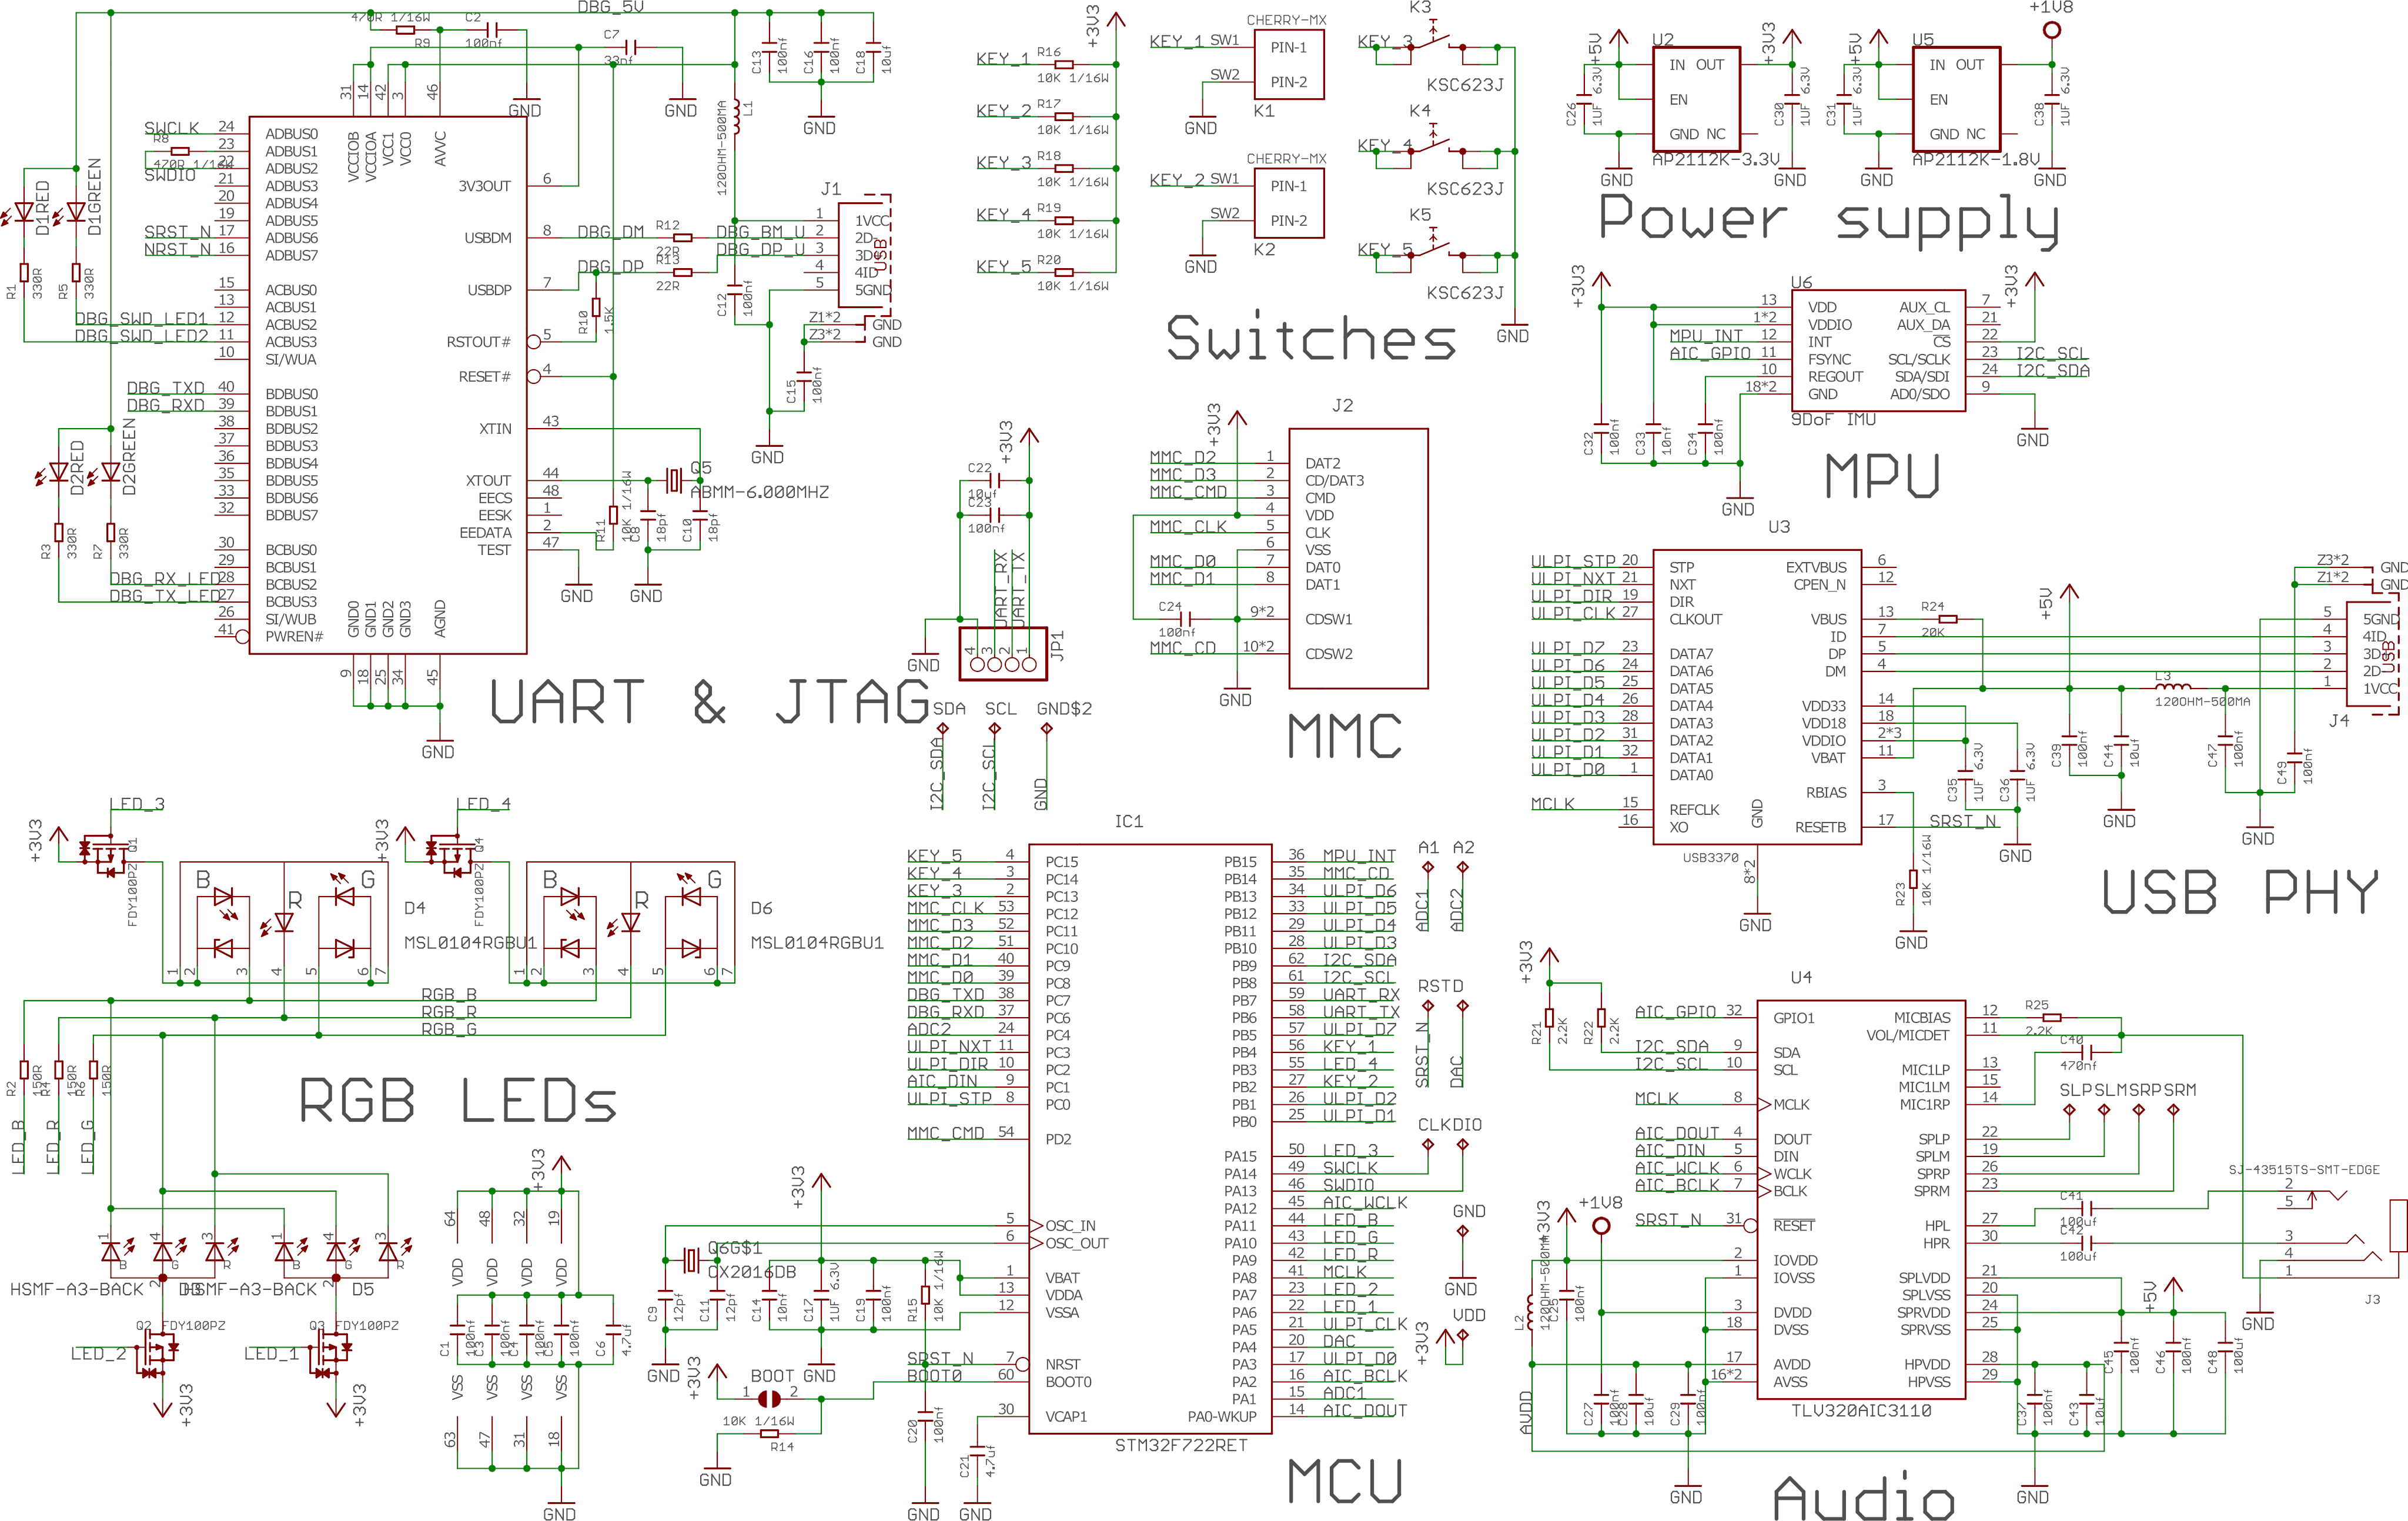 DBG_5V
470R 1/16W
R9
C2
100nf
C7
33nf
GND
GND
C13
100nf
C16
100nf
C18
10uf
GND
L1
120OHM-500MA
31
14
42
3
46
VCCIOB
VCCIOA
VCC1
VCC0
AVVC
SWCLK
R8
470R 1/16W
SWDIO
SRST_N
NRST_N
24 ADBUS0
23 ADBUS1
22 ADBUS2
21 ADBUS3
20 ADBUS4
19 ADBUS5
17 ADBUS6
16 ADBUS7
15 ACBUS0
13 ACBUS1
12 ACBUS2
11 ACBUS3
10 SI/WUA
40 BDBUS0
39 BDBUS1
38 BDBUS2
37 BDBUS3
36 BDBUS4
35 BDBUS5
33 BDBUS6
32 BDBUS7
30 BCBUS0
29 BCBUS1
28 BCBUS2
27 BCBUS3
26 SI/WUB
41 PWREN#
D1RED
D1GREEN
R1
330R
R5
330R
DBG_SWD_LED1
DBG_SWD_LED2
DBG_TXD
DBG_RXD
D2RED
D2GREEN
R3
330R
R7
330R
DBG_RX_LED
DBG_TX_LED
3V3OUT 6
USBDM 8
USBDP 7
RSTOUT# 5
RESET# 4
XTIN 43
XTOUT 44
EECS 48
EESK 1
EEDATA 2
TEST 47
GND0
GND1
GND2
GND3
AGND
9
18
25
34
45
GND
DBG_DM
R12
22R
DBG_BM_U
DBG_DP
R13
22R
DBG_DP_U
R10
1.5K
C12
100nf
J1
1 1VCC
2 2D-
3 3D+
4 4ID
5 5GND
USB
Z1*2 GND
Z3*2 GND
C15
100nf
GND
Q5
ABMM-6.000MHZ
R11
10K 1/16W
C8
18pf
C10
18pf
GND
GND
UART & JTAG
+3V3
C22
10uf
C23
100nf
UART_RX
UART_TX
GND
4
3
2
1
JP1
SDA
SCL
GND$2
I2C_SDA
I2C_SCL
GND
+3V3
KEY_1
R16
10K 1/16W
KEY_2
R17
10K 1/16W
KEY_3
R18
10K 1/16W
KEY_4
R19
10K 1/16W
KEY_5
R20
10K 1/16W
CHERRY-MX
KEY_1 SW1 PIN-1
SW2 PIN-2
GND
K1
CHERRY-MX
KEY_2 SW1 PIN-1
SW2 PIN-2
GND
K2
K3
KEY_3
KSC623J
K4
KEY_4
KSC623J
K5
KEY_5
KSC623J
GND
Switches
+5V
U2
+3V3
IN OUT
EN
GND NC
C26
1UF 6.3V
C30
1UF 6.3V
AP2112K-3.3V
GND
GND
+5V
U5
+1V8
IN OUT
EN
GND NC
C31
1UF 6.3V
C38
1UF 6.3V
AP2112K-1.8V
GND
GND
Power supply
+3V3
U6
+3V3
13 VDD
1*2 VDDIO
MPU_INT 12 INT
AIC_GPIO 11 FSYNC
10 REGOUT
18*2 GND
AUX_CL 7
AUX_DA 21
CS 22
SCL/SCLK 23 I2C_SCL
SDA/SDI 24 I2C_SDA
AD0/SDO 9
9DoF IMU
C32
100nf
C33
10nf
C34
100nf
GND
GND
MPU
+3V3
J2
MMC_D2 1 DAT2
MMC_D3 2 CD/DAT3
MMC_CMD 3 CMD
4 VDD
MMC_CLK 5 CLK
6 VSS
MMC_D0 7 DAT0
MMC_D1 8 DAT1
C24
100nf
9*2 CDSW1
MMC_CD 10*2 CDSW2
GND
MMC
U3
ULPI_STP 20 STP
ULPI_NXT 21 NXT
ULPI_DIR 19 DIR
ULPI_CLK 27 CLKOUT
ULPI_D7 23 DATA7
ULPI_D6 24 DATA6
ULPI_D5 25 DATA5
ULPI_D4 26 DATA4
ULPI_D3 28 DATA3
ULPI_D2 31 DATA2
ULPI_D1 32 DATA1
ULPI_D0 1 DATA0
MCLK 15 REFCLK
16 XO
EXTVBUS 6
CPEN_N 12
VBUS 13
ID 7
DP 5
DM 4
VDD33 14
VDD18 18
VDDIO 2*3
VBAT 11
RBIAS 3
RESETB 17 SRST_N
GND
8*2
GND
USB3370
R24
20K
+5V
L3
120OHM-500MA
C35
1UF 6.3V
C36
1UF 6.3V
GND
R23
10K 1/16W
GND
C39
100nf
C44
10uf
GND
C47
100nf
C49
100nf
GND
Z3*2 GND
Z1*2 GND
5 5GND
4 4ID
3 3D+
2 2D-
1 1VCC
USB
J4
USB PHY
LED_3
+3V3
Q1
FDY100PZ
B
R
G
1
2
3
4
5
6
7
D4
MSL0104RGBU1
LED_4
+3V3
Q4
FDY100PZ
B
R
G
1
2
3
4
5
6
7
D6
MSL0104RGBU1
RGB_B
RGB_R
RGB_G
R2
150R
R4
150R
R6
150R
LED_B
LED_R
LED_G
RGB LEDs
1
4
3
B
G
R
2
HSMF-A3-BACK D3
1
4
3
B
G
R
2
HSMF-A3-BACK D5
Q2 FDY100PZ
LED_2
+3V3
Q3 FDY100PZ
LED_1
+3V3
+3V3
64
48
32
19
VDD
VDD
VDD
VDD
C1
100nf
C3
100nf
C4
100nf
C5
100nf
C6
4.7uf
VSS
VSS
VSS
VSS
63
47
31
18
GND
IC1
KEY_5 4 PC15
KEY_4 3 PC14
KEY_3 2 PC13
MMC_CLK 53 PC12
MMC_D3 52 PC11
MMC_D2 51 PC10
MMC_D1 40 PC9
MMC_D0 39 PC8
DBG_TXD 38 PC7
DBG_RXD 37 PC6
ADC2 24 PC4
ULPI_NXT 11 PC3
ULPI_DIR 10 PC2
AIC_DIN 9 PC1
ULPI_STP 8 PC0
MMC_CMD 54 PD2
5 OSC_IN
6 OSC_OUT
1 VBAT
13 VDDA
12 VSSA
SRST_N 7 NRST
BOOT0 60 BOOT0
30 VCAP1
PB15 36 MPU_INT
PB14 35 MMC_CD
PB13 34 ULPI_D6
PB12 33 ULPI_D5
PB11 29 ULPI_D4
PB10 28 ULPI_D3
PB9 62 I2C_SDA
PB8 61 I2C_SCL
PB7 59 UART_RX
PB6 58 UART_TX
PB5 57 ULPI_D7
PB4 56 KEY_1
PB3 55 LED_4
PB2 27 KEY_2
PB1 26 ULPI_D2
PB0 25 ULPI_D1
PA15 50 LED_3
PA14 49 SWCLK
PA13 46 SWDIO
PA12 45 AIC_WCLK
PA11 44 LED_B
PA10 43 LED_G
PA9 42 LED_R
PA8 41 MCLK
PA7 23 LED_2
PA6 22 LED_1
PA5 21 ULPI_CLK
PA4 20 DAC
PA3 17 ULPI_D0
PA2 16 AIC_BCLK
PA1 15 ADC1
PA0-WKUP 14 AIC_DOUT
STM32F722RET
+3V3
Q6G$1
CX2016DB
C9
12pf
C11
12pf
C14
10nf
C17
1UF 6.3V
C19
100nf
R15
10K 1/16W
GND
GND
+3V3
BOOT
1 2
10K 1/16W
R14
GND
C20
100nf
GND
C21
4.7uf
GND
MCU
A1
A2
ADC1
ADC2
RSTD
SRST_N
DAC
CLKDIO
GND
GND
VDD
+3V3
+3V3
R21
2.2K
R22
2.2K
U4
AIC_GPIO 32 GPIO1
I2C_SDA 9 SDA
I2C_SCL 10 SCL
MCLK 8 MCLK
AIC_DOUT 4 DOUT
AIC_DIN 5 DIN
AIC_WCLK 6 WCLK
AIC_BCLK 7 BCLK
SRST_N 31 RESET
2 IOVDD
1 IOVSS
3 DVDD
18 DVSS
17 AVDD
16*2 AVSS
MICBIAS 12
VOL/MICDET 11
MIC1LP 13
MIC1LM 15
MIC1RP 14
SPLP 22
SPLM 19
SPRP 26
SPRM 23
HPL 27
HPR 30
SPLVDD 21
SPLVSS 20
SPRVDD 24
SPRVSS 25
HPVDD 28
HPVSS 29
TLV320AIC3110
R25
2.2K
C40
470nf
SLP SLM SRP SRM
C41
100uf
C42
100uf
SJ-43515TS-SMT-EDGE
2
5
3
4
1
J3
GND
+5V
C45
100nf
C46
100nf
C48
100uf
C37
100nf
C43
10uf
GND
+3V3
+1V8
L2
120OHM-500MA
C25
100nf
AVDD
C27
100nf
C28
10uf
C29
100nf
GND
Audio